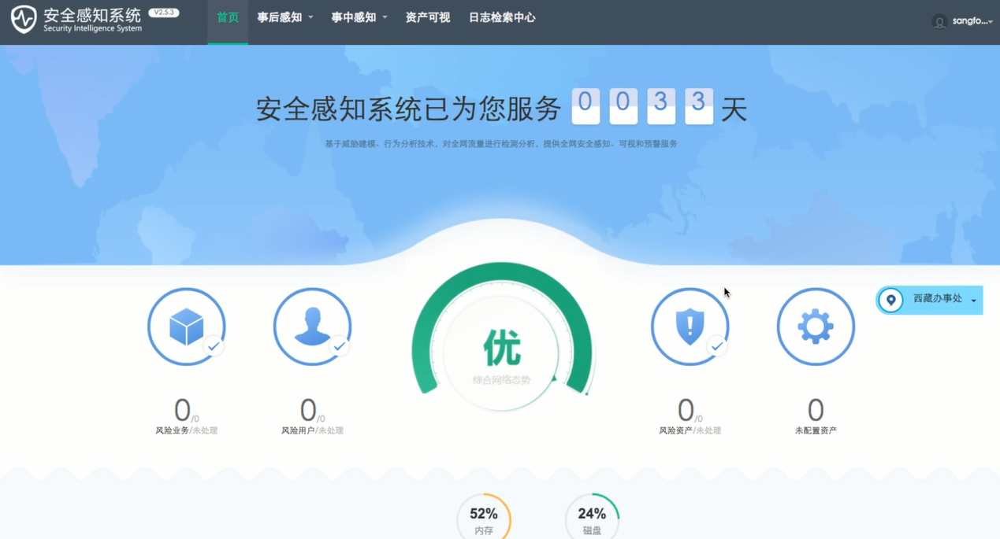 安全感知系统 V2.5.3
Security Intelligence System
首页 事后感知 事中感知 资产可视 日志检索中心
sangfo...
安全感知系统已为您服务 0 0 3 3 天
基于威胁建模、行为分析技术，对全网流量进行检测分析，提供全网安全感知、可视和预警服务
西藏办事处
优
综合网络态势
0/0
风险业务/未处理
0/0
风险用户/未处理
0/0
风险资产/未处理
0
未配置资产
52%
内存
24%
磁盘